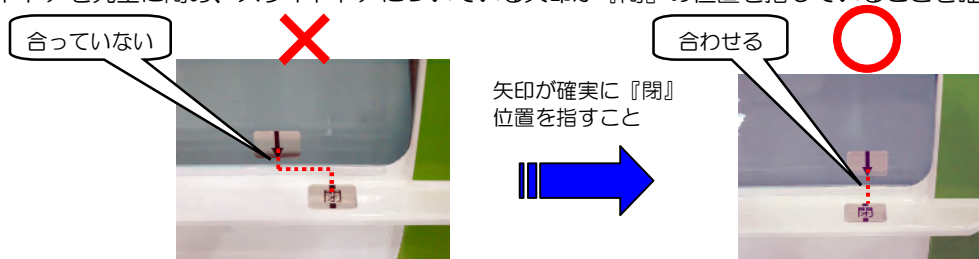 合っていない
合わせる
矢印が確実に『閉』
位置を指すこと
閉
閉